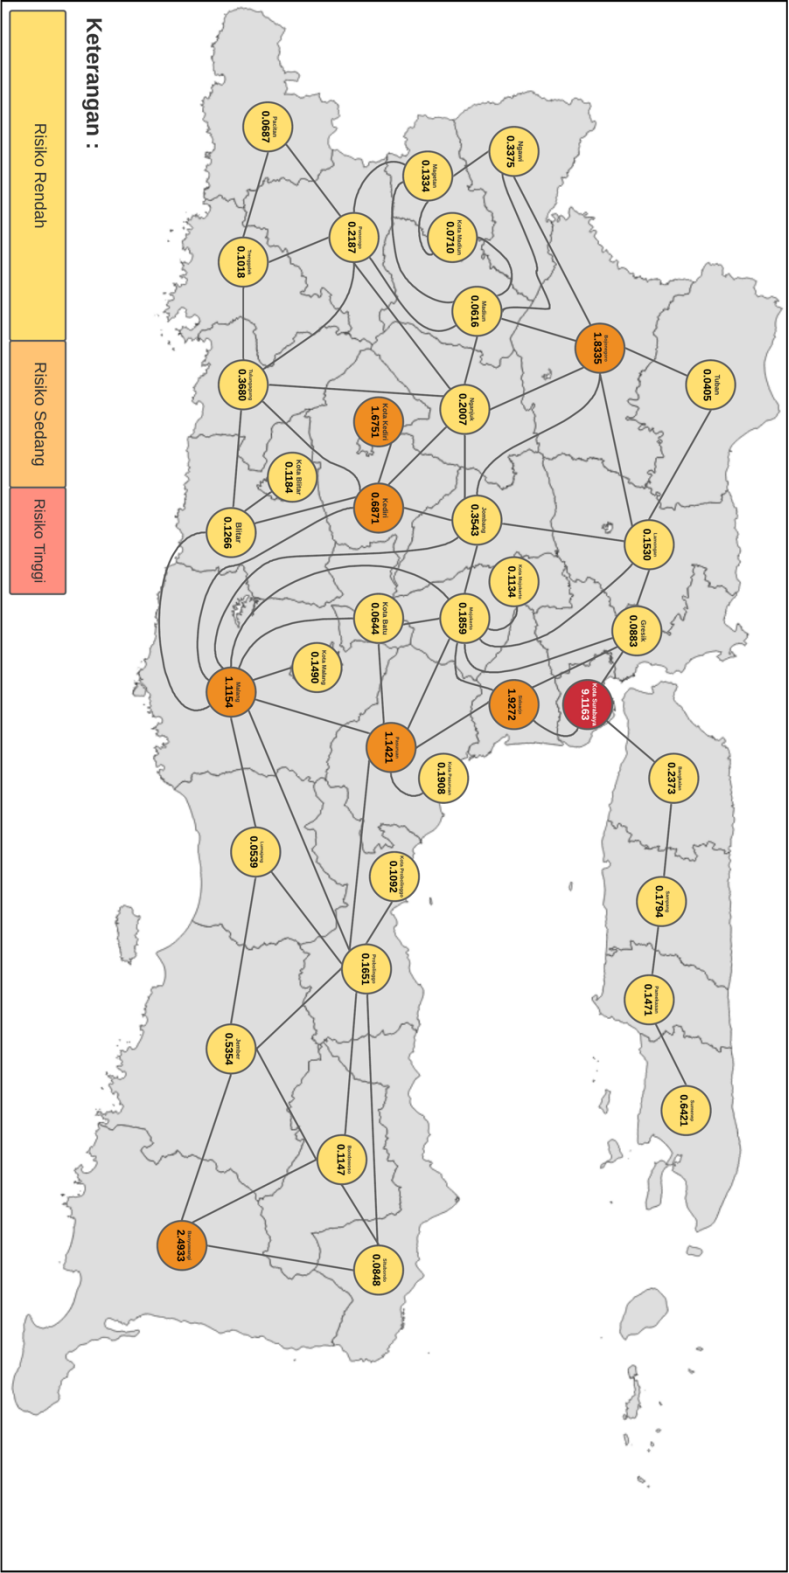 Pacitan
0.0687
Ngawi
0.3375
Magetan
0.1334
Kota Madiun
0.0710
Ponorogo
0.2187
Trenggalek
0.1018
Madiun
0.0616
Bojonegoro
1.8335
Tuban
0.0405
Tulungagung
0.3680
Nganjuk
0.2007
Kota Kediri
1.6751
Kota Blitar
0.1184
Kediri
0.6871
Blitar
0.1266
Jombang
0.3543
Lamongan
0.1530
Kota Mojokerto
0.1134
Mojokerto
0.1859
Kota Batu
0.0644
Gresik
0.0883
Kota Malang
0.1490
Malang
1.1154
Sidoarjo
1.9272
Kota Surabaya
9.1163
Pasuruan
1.1421
Kota Pasuruan
0.1908
Bangkalan
0.2373
Lumajang
0.0539
Kota Probolinggo
0.1092
Sampang
0.1794
Probolinggo
0.1651
Pamekasan
0.1471
Jember
0.5354
Sumenep
0.6421
Bondowoso
0.1147
Banyuwangi
2.4933
Situbondo
0.0848
Keterangan :
Risiko Rendah
Risiko Sedang
Risiko Tinggi